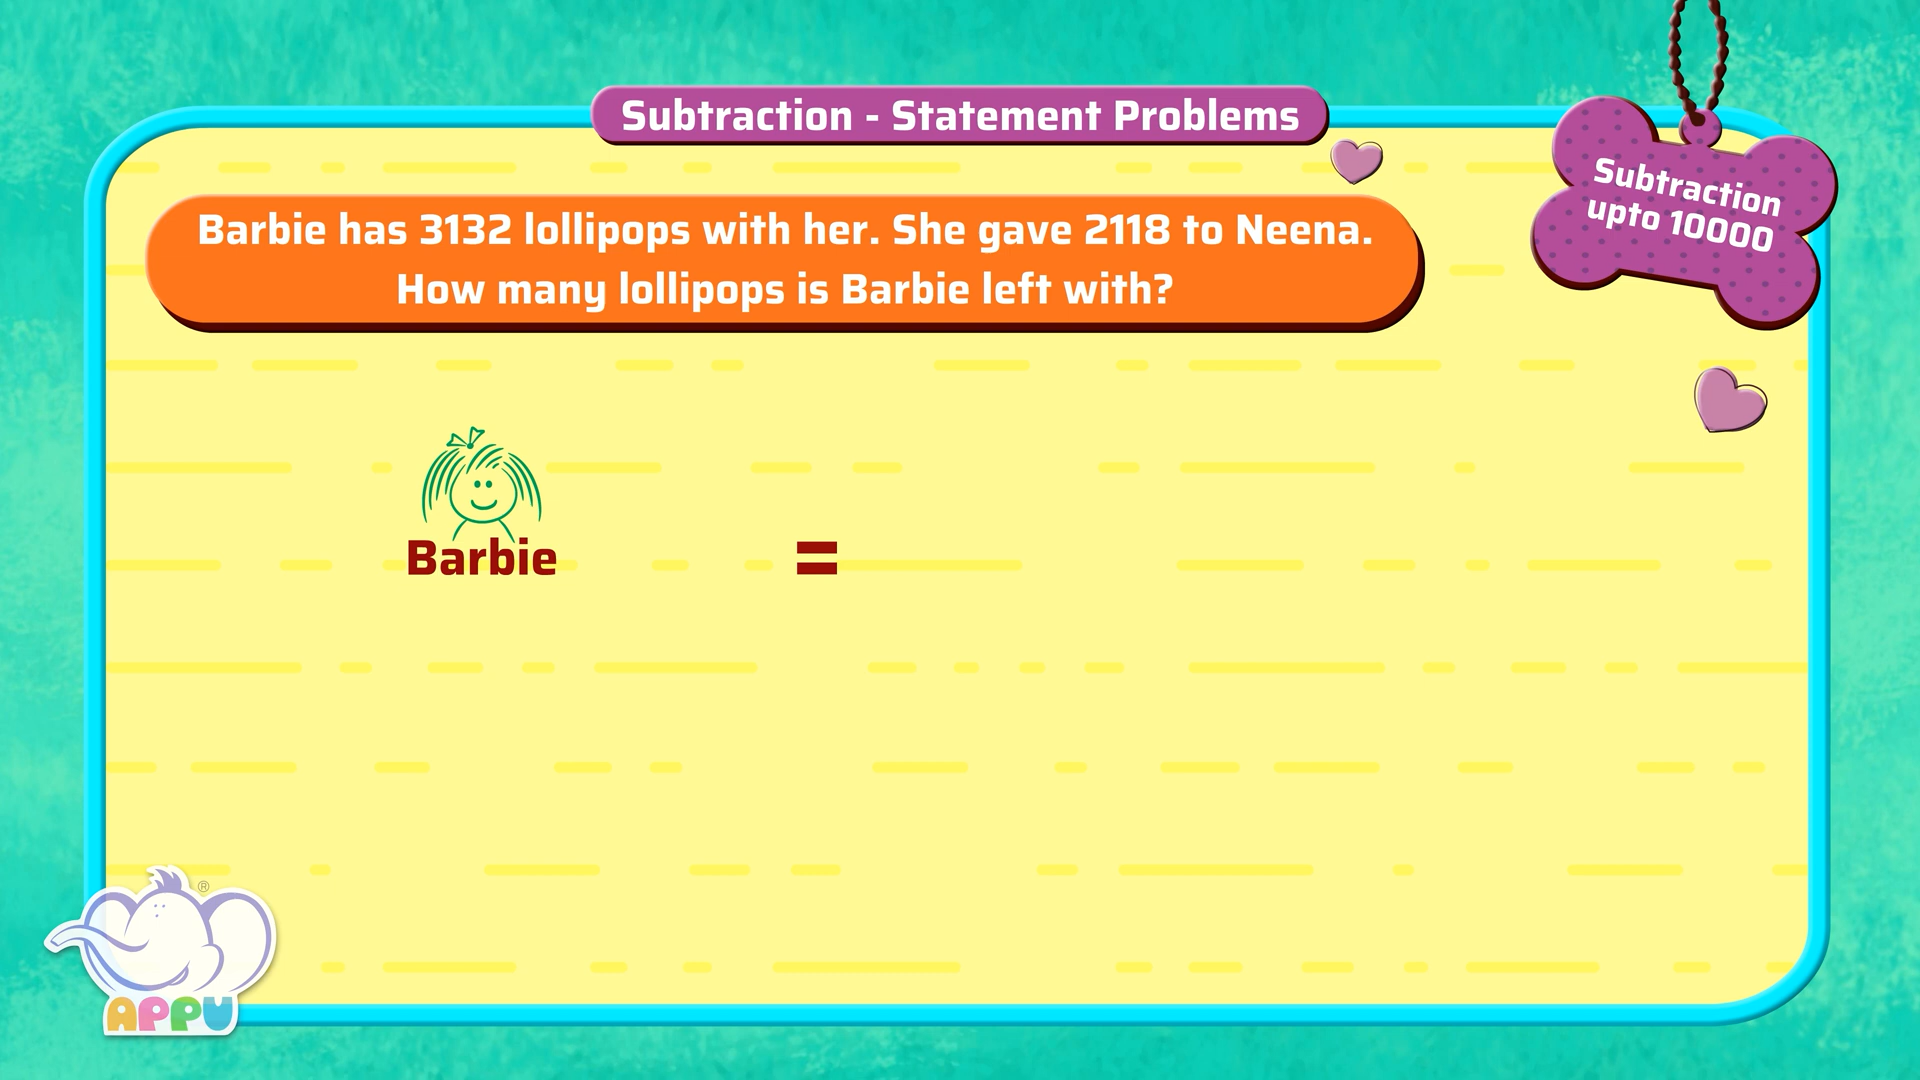 Subtraction - Statement Problems
Subtraction
upto 10000
Barbie has 3132 lollipops with her. She gave 2118 to Neena.
How many lollipops is Barbie left with?
Barbie =
®
APPU